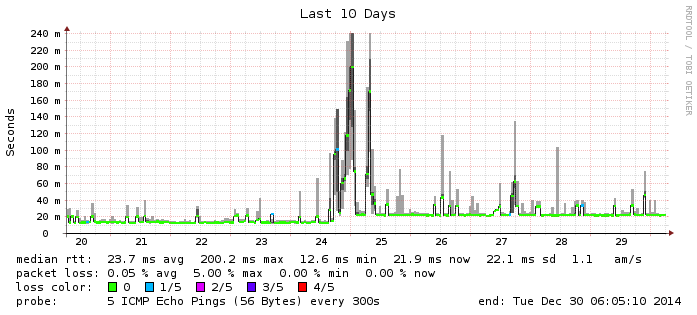 Last 10 Days
RRDTOOL / TOBI OETIKER
Seconds
240 m
220 m
200 m
180 m
160 m
140 m
120 m
100 m
80 m
60 m
40 m
20 m
0
20 21 22 23 24 25 26 27 28 29
median rtt: 23.7 ms avg 200.2 ms max 12.6 ms min 21.9 ms now 22.1 ms sd 1.1 am/s
packet loss: 0.05 % avg 5.00 % max 0.00 % min 0.00 % now
loss color: 0 1/5 2/5 3/5 4/5
probe: 5 ICMP Echo Pings (56 Bytes) every 300s end: Tue Dec 30 06:05:10 2014